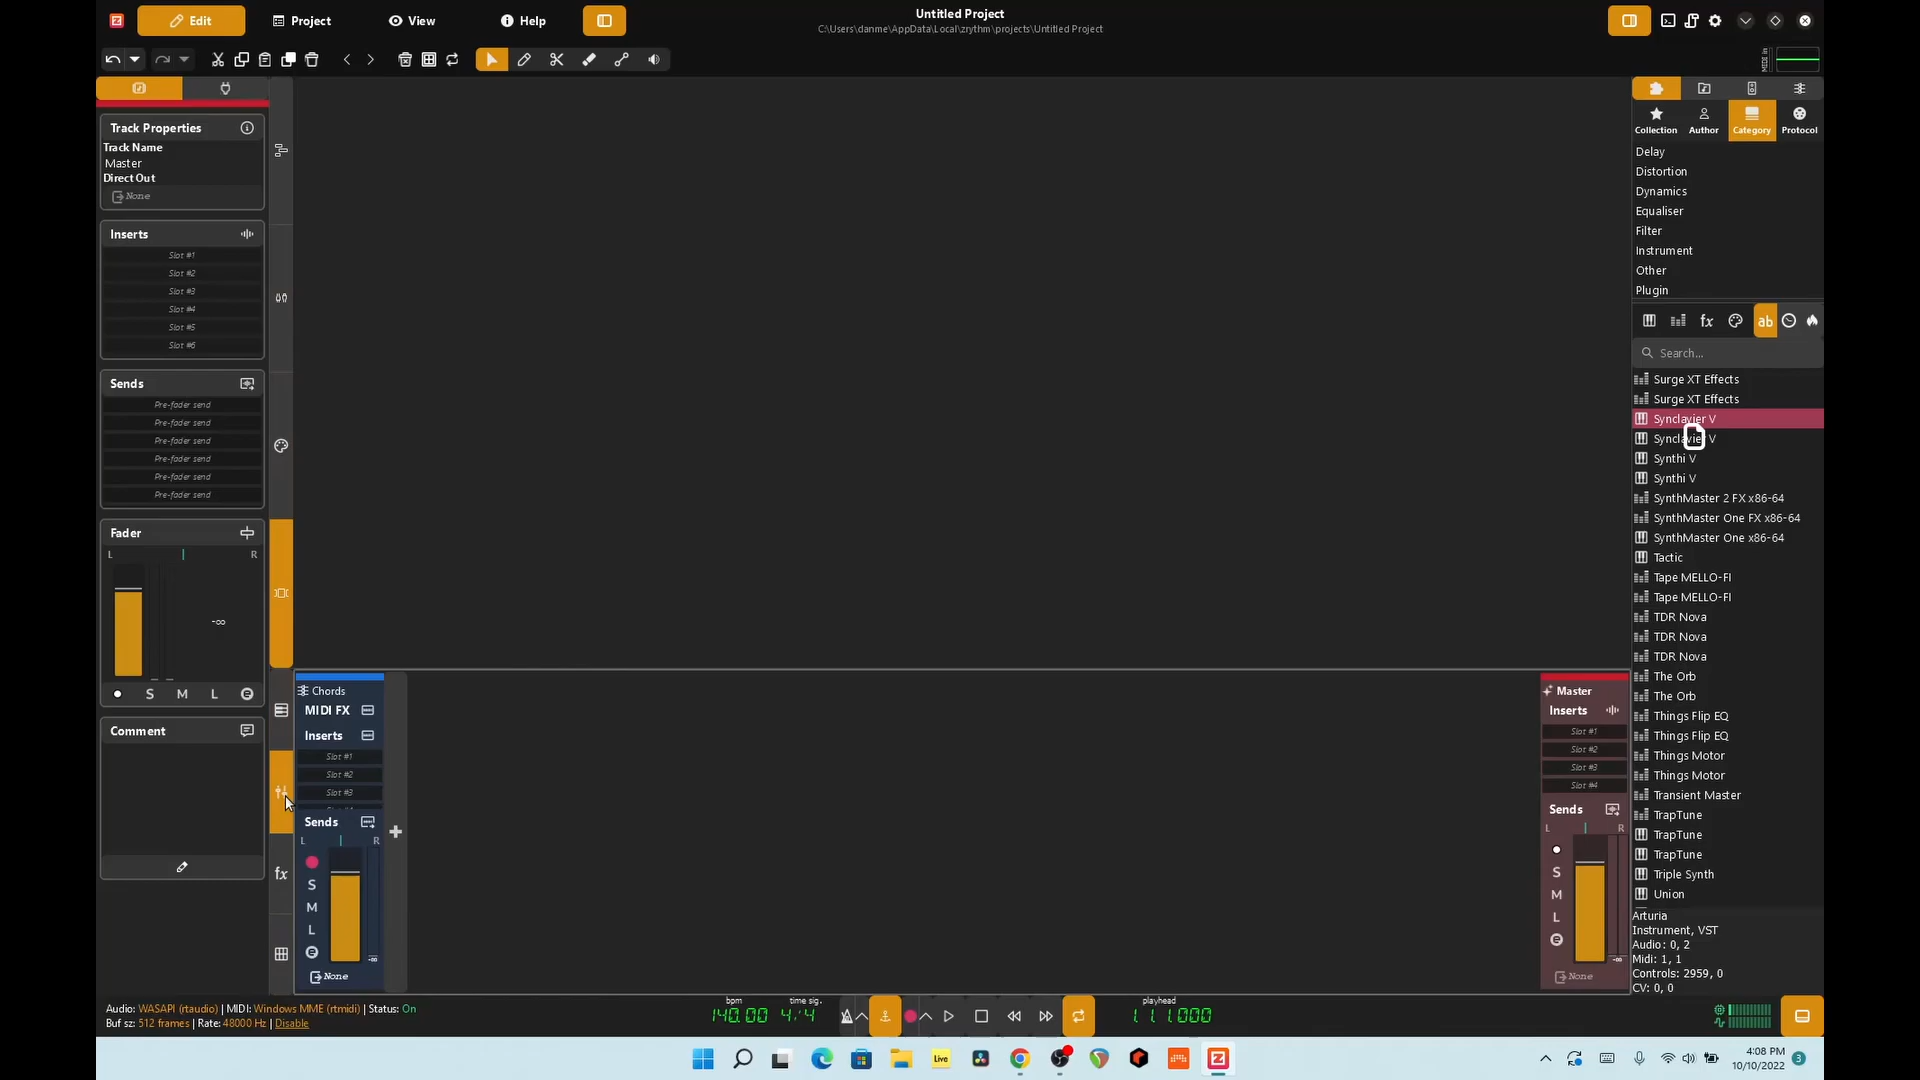 Edit
Project
View
Help
Untitled Project
C:\Users\danme\AppData\Local\zrythm\projects\Untitled Project
MIDI in
Track Properties
Track Name
Master
Direct Out
None
Inserts
Slot #1
Slot #2
Slot #3
Slot #4
Slot #5
Slot #6
Sends
Pre-fader send
Pre-fader send
Pre-fader send
Pre-fader send
Pre-fader send
Pre-fader send
Fader
L R
-∞
S M L
Comment
fx
Chords
MIDI FX
Inserts
Slot #1
Slot #2
Slot #3
Sends
L R
S
M
L
-∞
None
Master
Inserts
Slot #1
Slot #2
Slot #3
Slot #4
Sends
L R
S
M
L
-∞
None
Collection Author Category Protocol
Delay
Distortion
Dynamics
Equaliser
Filter
Instrument
Other
Plugin
fx ab
Search...
Surge XT Effects
Surge XT Effects
Synclavier V
Synclavier V
Synthi V
Synthi V
SynthMaster 2 FX x86-64
SynthMaster One FX x86-64
SynthMaster One x86-64
Tactic
Tape MELLO-FI
Tape MELLO-FI
TDR Nova
TDR Nova
TDR Nova
The Orb
The Orb
Things Flip EQ
Things Flip EQ
Things Motor
Things Motor
Transient Master
TrapTune
TrapTune
TrapTune
Triple Synth
Union
Arturia
Instrument, VST
Audio: 0, 2
Midi: 1, 1
Controls: 2959, 0
CV: 0, 0
Audio: WASAPI (rtaudio) | MIDI: Windows MME (rtmidi) | Status: On
Buf sz: 512 frames | Rate: 48000 Hz | Disable
bpm
140.00
time sig.
4/4
playhead
1.1.1.000
Live
4:08 PM
10/10/2022
3